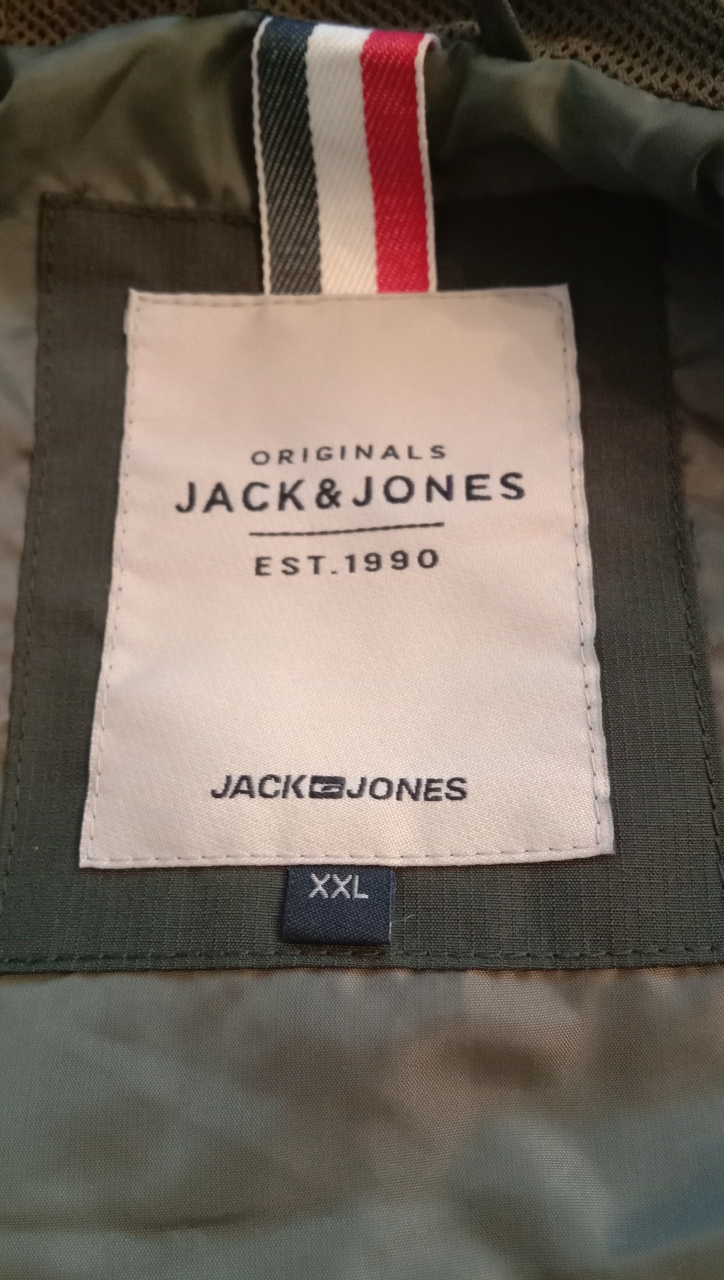 ORIGINALS
JACK&JONES
EST.1990
JACK JONES
XXL